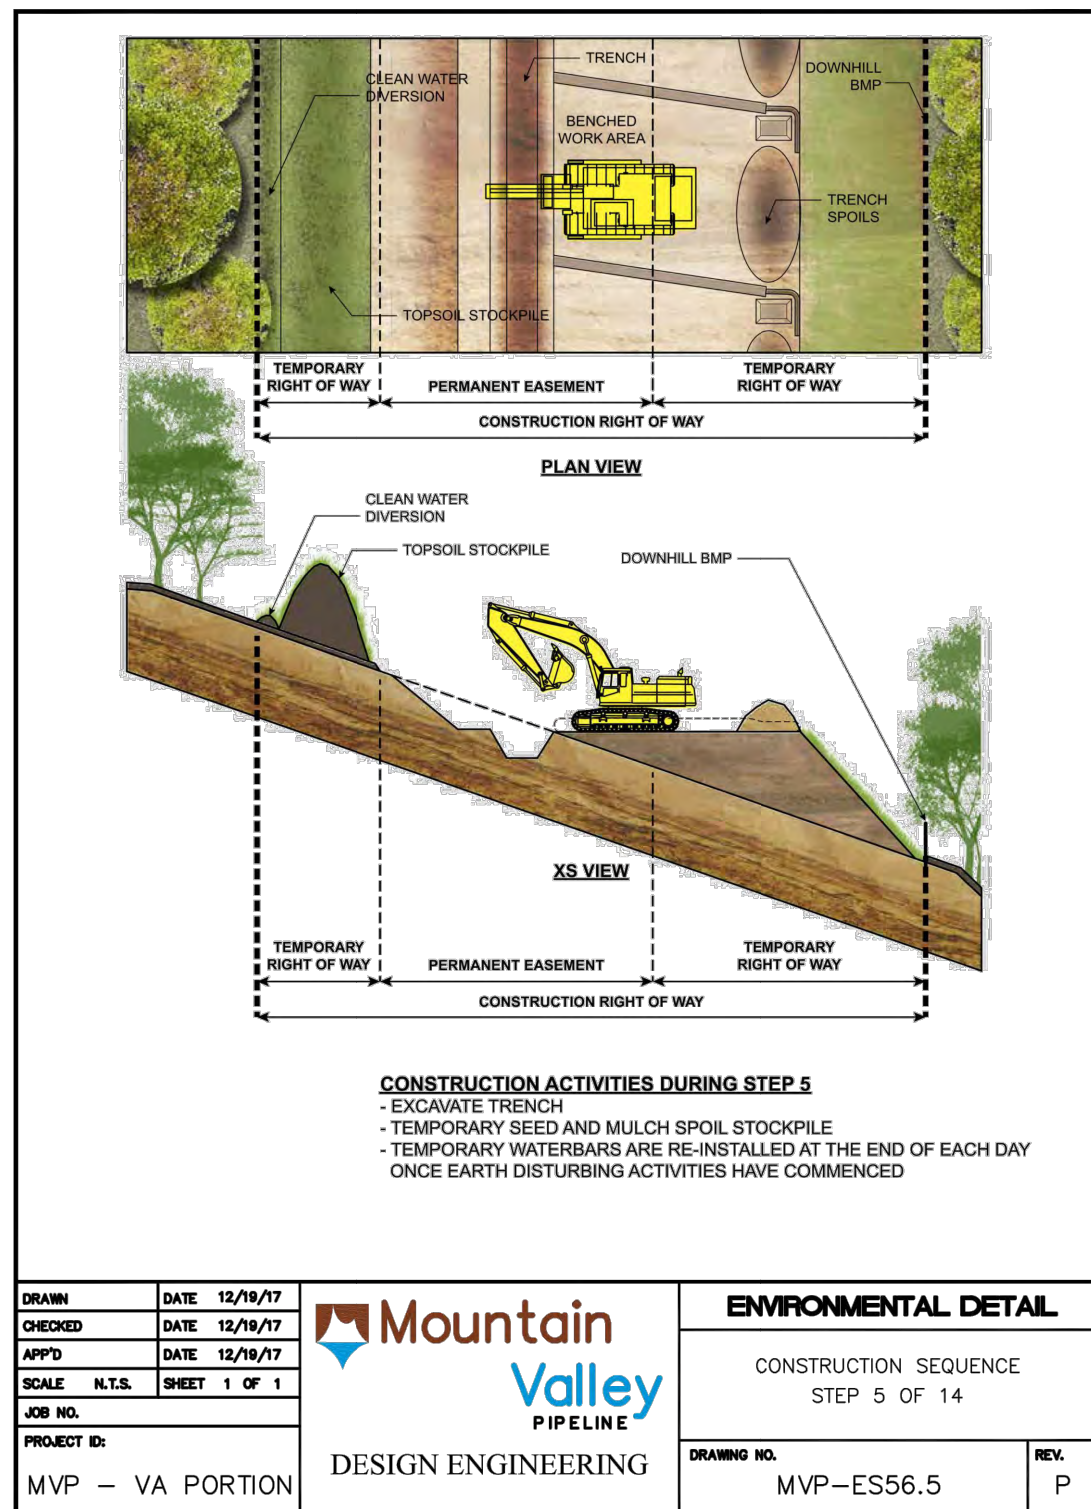 CLEAN WATER
DIVERSION
TRENCH
DOWNHILL
BMP
BENCHED
WORK AREA
TRENCH
SPOILS
TOPSOIL STOCKPILE
TEMPORARY
RIGHT OF WAY
PERMANENT EASEMENT
TEMPORARY
RIGHT OF WAY
CONSTRUCTION RIGHT OF WAY
PLAN VIEW
CLEAN WATER
DIVERSION
TOPSOIL STOCKPILE
DOWNHILL BMP
XS VIEW
TEMPORARY
RIGHT OF WAY
PERMANENT EASEMENT
TEMPORARY
RIGHT OF WAY
CONSTRUCTION RIGHT OF WAY
CONSTRUCTION ACTIVITIES DURING STEP 5
- EXCAVATE TRENCH
- TEMPORARY SEED AND MULCH SPOIL STOCKPILE
- TEMPORARY WATERBARS ARE RE-INSTALLED AT THE END OF EACH DAY
ONCE EARTH DISTURBING ACTIVITIES HAVE COMMENCED
DRAWN DATE 12/19/17
CHECKED DATE 12/19/17
APP'D DATE 12/19/17
SCALE N.T.S. SHEET 1 OF 1
JOB NO.
PROJECT ID:
MVP - VA PORTION
Mountain
Valley
PIPELINE
DESIGN ENGINEERING
ENVIRONMENTAL DETAIL
CONSTRUCTION SEQUENCE
STEP 5 OF 14
DRAWING NO.
MVP-ES56.5
REV.
P